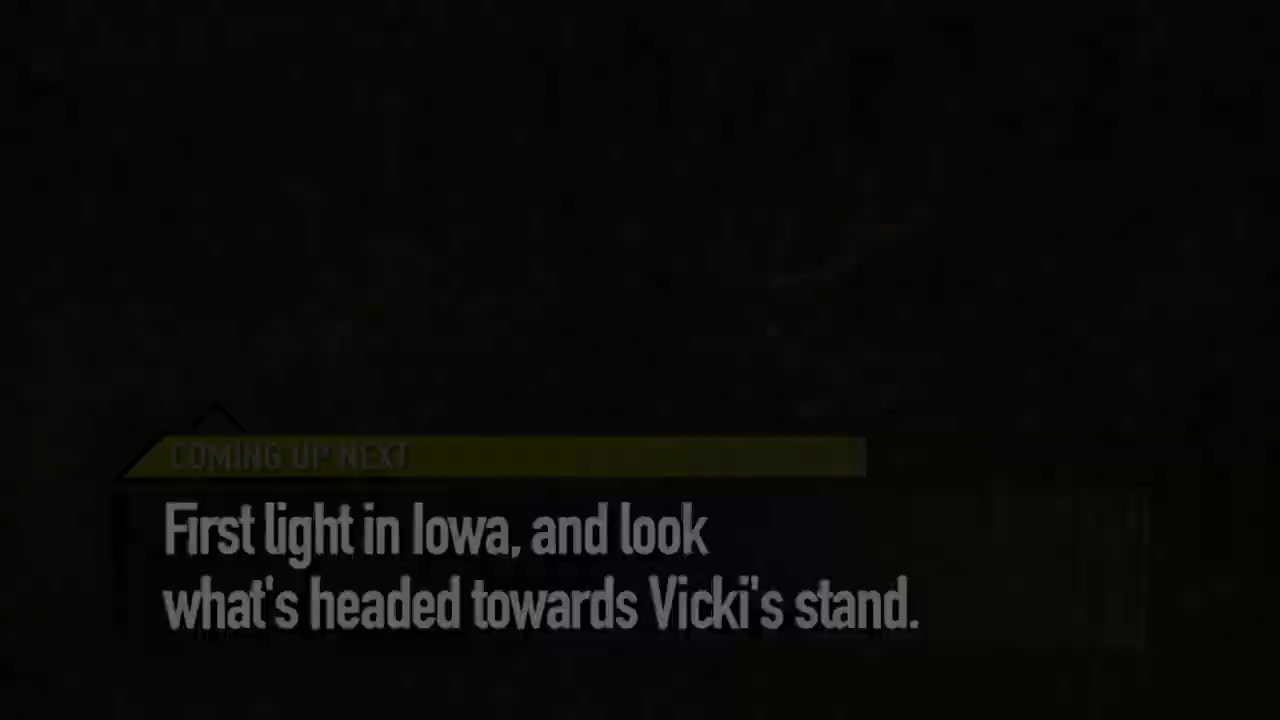 COMING UP NEXT
First light in Iowa, and look
what's headed towards Vicki's stand.